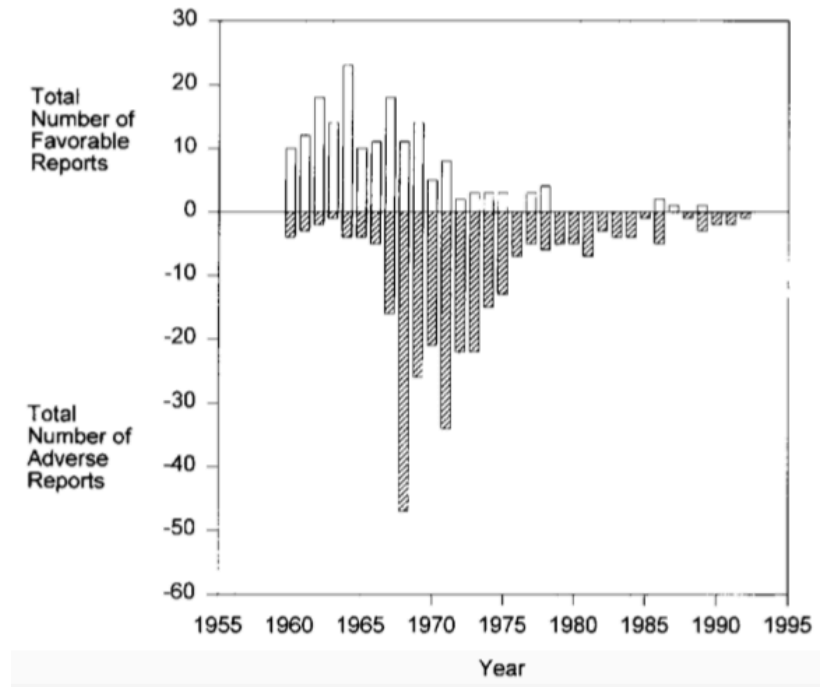 30
20
10
0
-10
-20
-30
-40
-50
-60
Total
Number of
Favorable
Reports
Total
Number of
Adverse
Reports
1955 1960 1965 1970 1975 1980 1985 1990 1995
Year